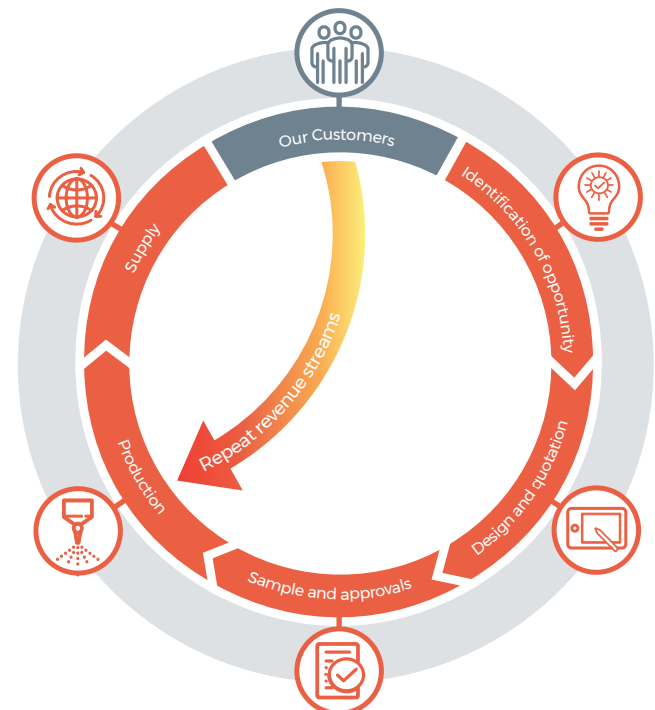 Our Customers
Identification of opportunity
Design and quotation
Sample and approvals
Production
Supply
Repeat revenue streams